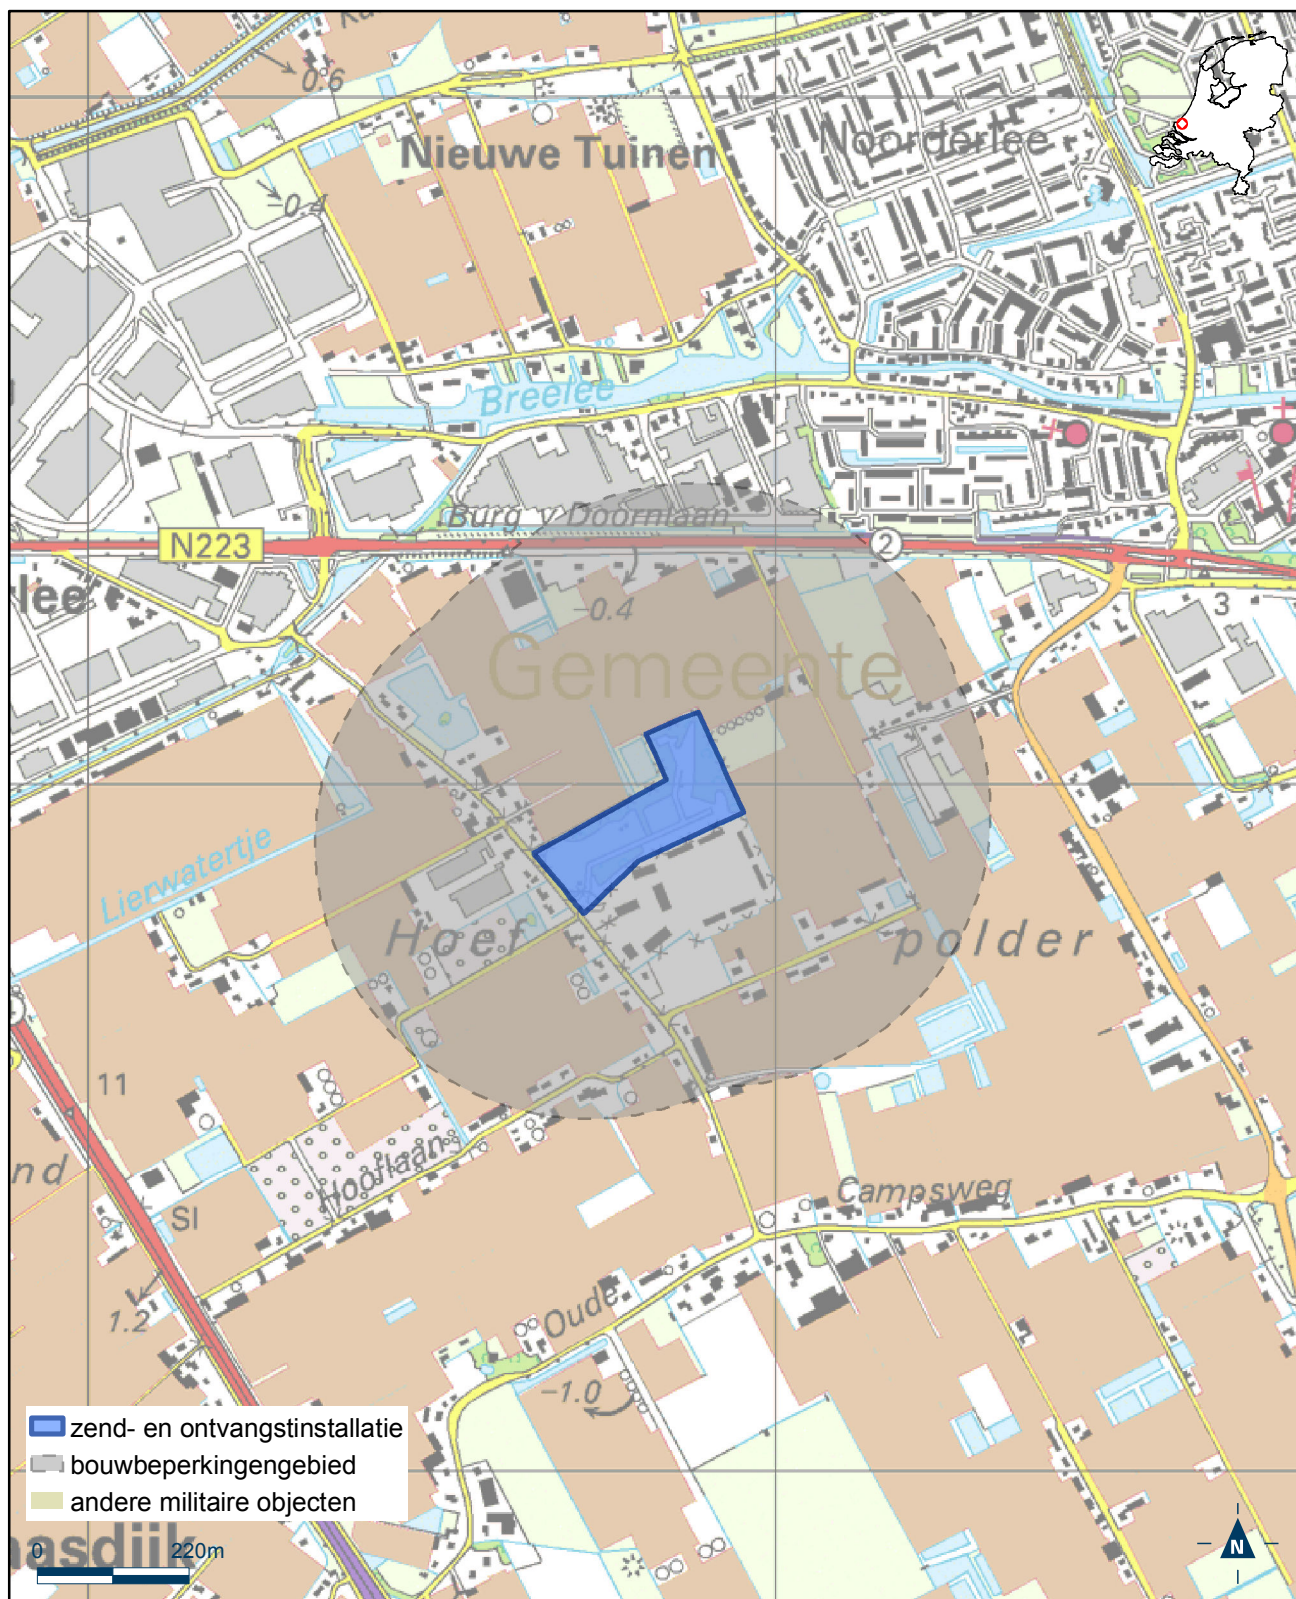 0.6
Nieuwe Tuinen
Noorderlee
-0.4
Breelee
Burg v Doornlaan
N223
2
lee
-0.4
3
Gemeente
Lierwatertje
Hoef
polder
11
nd
Hooflaan
Campsweg
SI
1.2
Oude
-1.0
zend- en ontvangstinstallatie
bouwbeperkingengebied
andere militaire objecten
aasdijk
0 220m
N